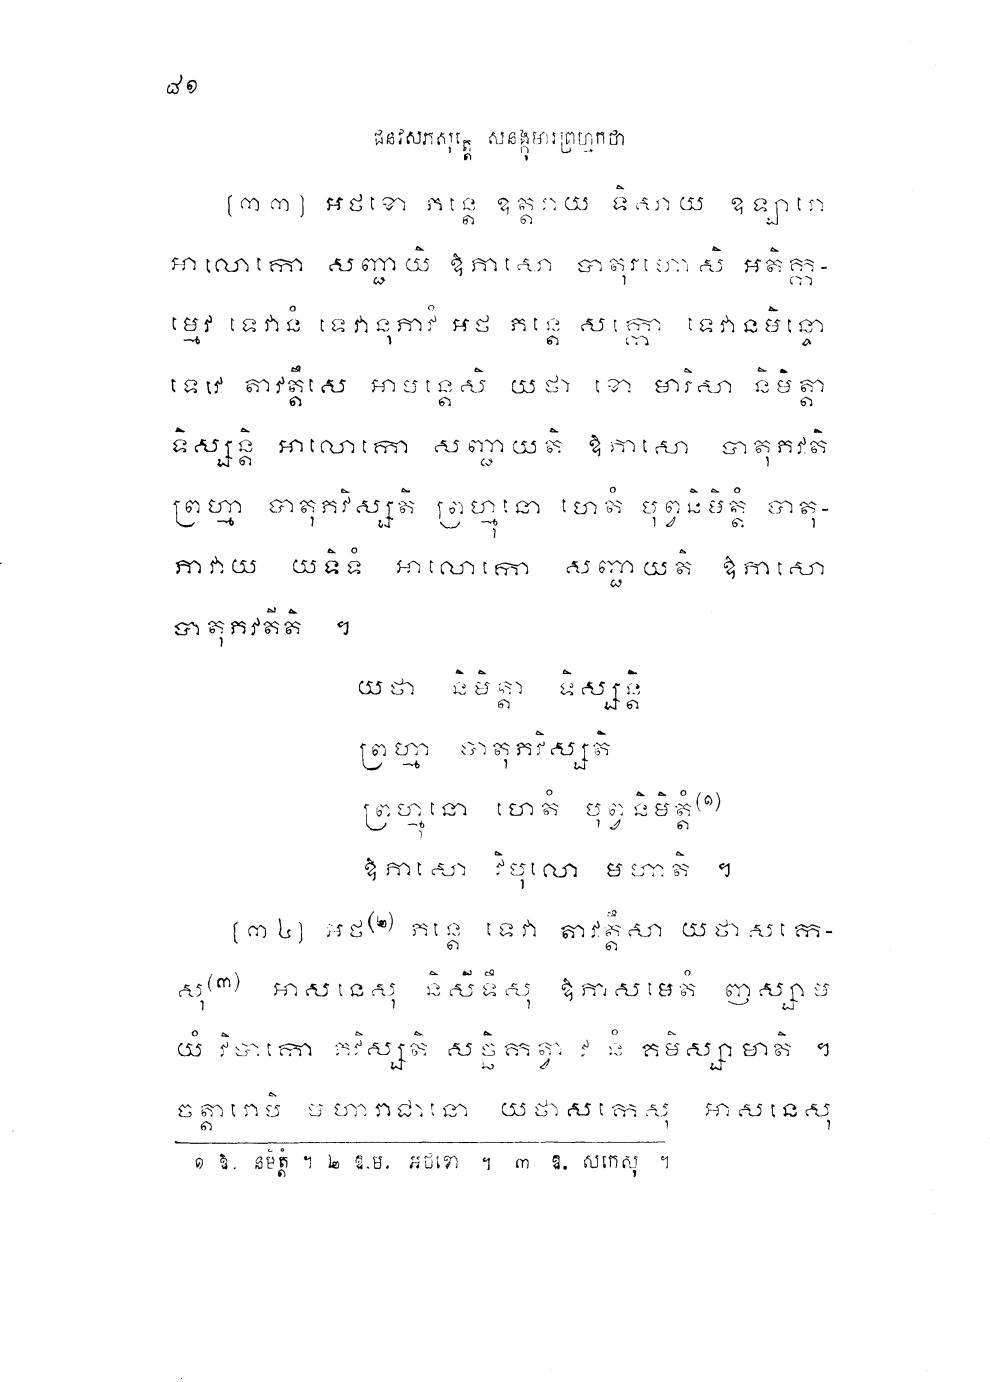 ៨១
ជនវសភសុត្តេ សនង្កុមារព្រហ្មកថា
[៣៣] អថខោ ភន្តេ ឧត្តរាយ ទិសាយ ឧឡារោ
អាលោកោ សញ្ជាយិ ឱភាសោ បាតុរហោសិ អតិក្ក-
ម្មេវ ទេវានំ ទេវានុភាវំ អថ ភន្តេ សក្កោ ទេវានមិន្ទោ
ទេវេ តាវត្តឹសេ អាមន្តេសិ យថា ខោ មារិសា និមិត្តា
ទិស្សន្តិ អាលោកោ សញ្ជាយតិ ឱភាសោ បាតុភវតិ
ព្រហ្មា បាតុភវិស្សតិ ព្រហ្មុនោ ហេតំ បុព្វនិមិត្តំ បាតុ-
ភាវាយ យទិទំ អាលោកោ សញ្ជាយតិ ឱភាសោ
បាតុភវតីតិ ។
យថា និមិត្តា ទិស្សន្តិ
ព្រហ្មា បាតុភវិស្សតិ
ព្រហ្មុនោ ហេតំ បុព្វនិមិត្តំ(១)
ឱភាសោ វិបុលោ មហាតិ ។
[៣៤] អថ(២) ភន្តេ ទេវា តាវត្តឹសា យថាសកេ-
សុ(៣) អាសនេសុ និសីទឹសុ ឱភាសមេតំ ញស្សាម
យំ វិបាកោ ភវិស្សតិ សច្ឆិកត្វា វ នំ គមិស្សាមាតិ ។
ចត្តារោបិ មហារាជានោ យថាសកេសុ អាសនេសុ
១ ឱ. និមិត្តំ ។ ២ ឱ.ម. អថខោ ។ ៣ ឱ. សកេសុ ។